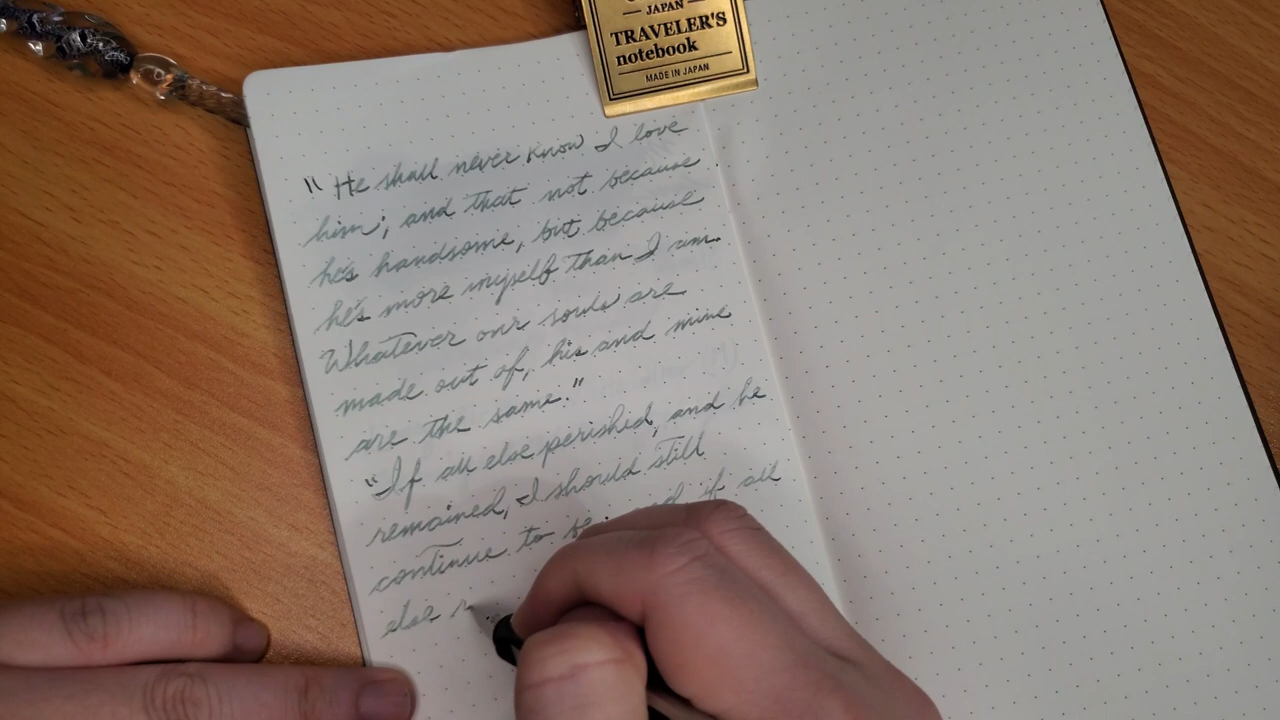 JAPAN
TRAVELER'S
notebook
MADE IN JAPAN
"He shall never know I love
him; and that not because
he's handsome, but because
he's more myself than I am.
Whatever our souls are
made out of, his and mine
are the same."
"If all else perished, and he
remained, I should still
continue to be; and if all
else